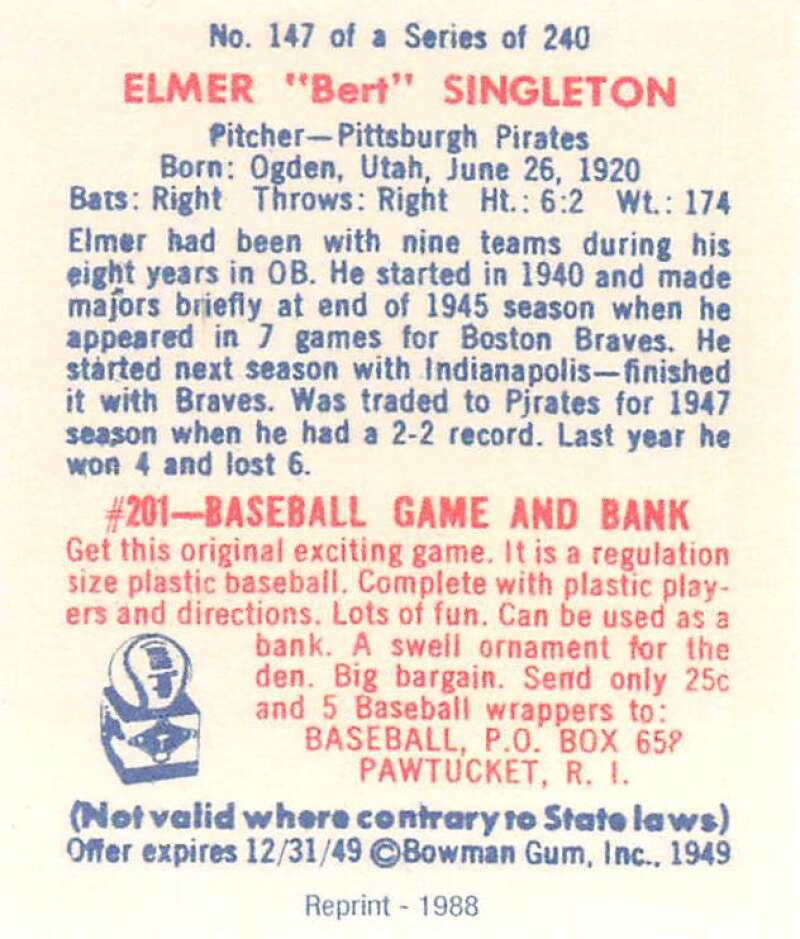 No. 147 of a Series of 240
ELMER "Bert" SINGLETON
Pitcher—Pittsburgh Pirates
Born: Ogden, Utah, June 26, 1920
Bats: Right Throws: Right Ht.: 6:2 Wt.: 174
Elmer had been with nine teams during his
eight years in OB. He started in 1940 and made
majors briefly at end of 1945 season when he
appeared in 7 games for Boston Braves. He
started next season with Indianapolis—finished
it with Braves. Was traded to Pirates for 1947
season when he had a 2-2 record. Last year he
won 4 and lost 6.
#201—BASEBALL GAME AND BANK
Get this original exciting game. It is a regulation
size plastic baseball. Complete with plastic play-
ers and directions. Lots of fun. Can be used as a
bank. A swell ornament for the
den. Big bargain. Send only 25c
and 5 Baseball wrappers to:
BASEBALL, P.O. BOX
PAWTUCKET, R. I.
(Not valid where contrary to State laws)
Offer expires 12/31/49 ©Bowman Gum, Inc., 1949
Reprint - 1988